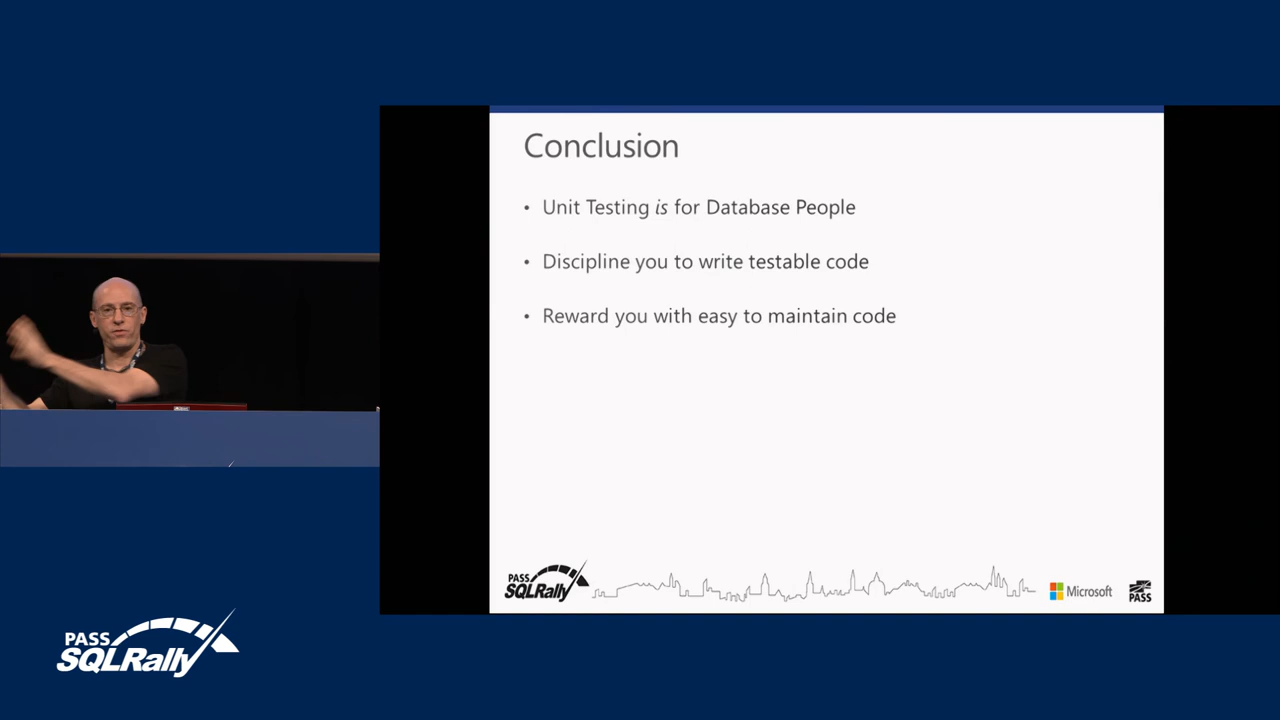 Conclusion
• Unit Testing is for Database People
• Discipline you to write testable code
• Reward you with easy to maintain code
PASS
SQLRally
Microsoft
PASS
PASS
SQLRally